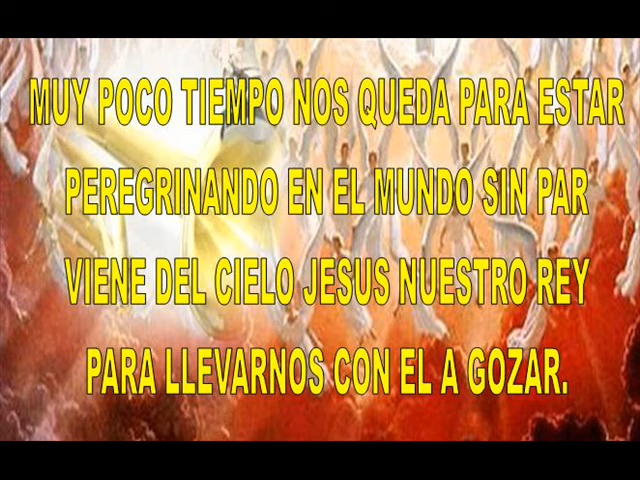 MUY POCO TIEMPO NOS QUEDA PARA ESTAR
PEREGRINANDO EN EL MUNDO SIN PAR
VIENE DEL CIELO JESUS NUESTRO REY
PARA LLEVARNOS CON EL A GOZAR.